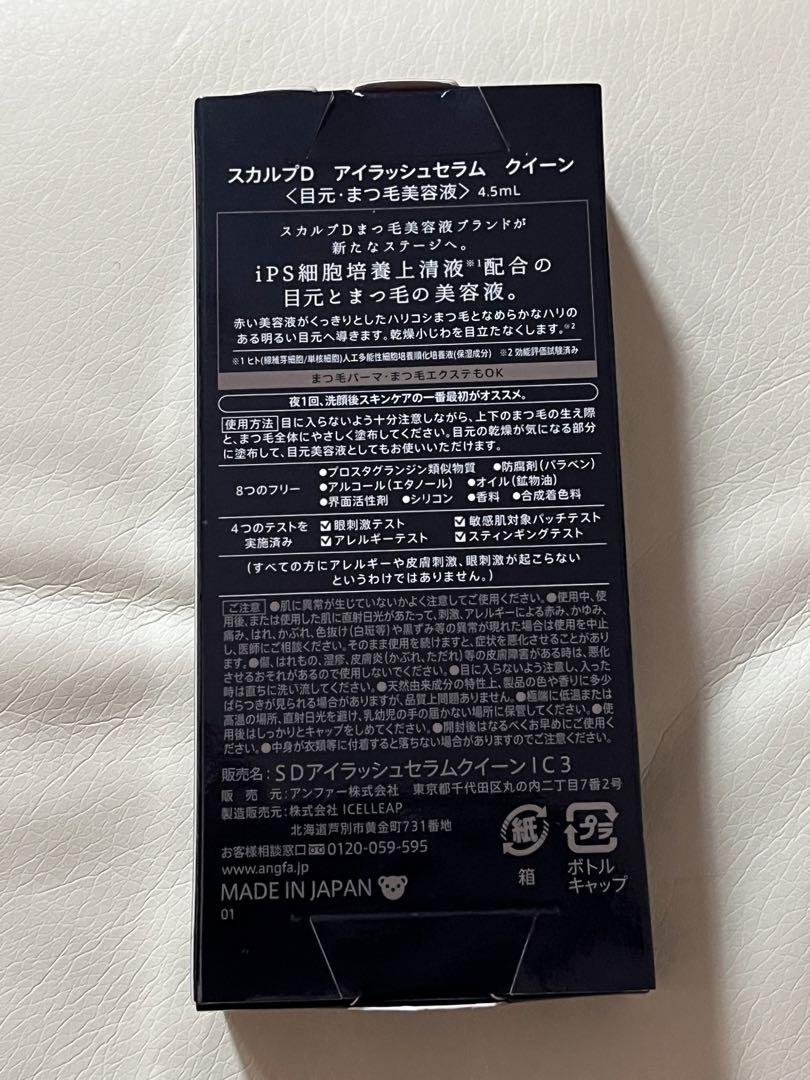 スカルプD アイラッシュセラム クイーン
〈目元・まつ毛美容液〉 4.5mL
スカルプDまつ毛美容液ブランドが
新たなステージへ。
iPS細胞培養上清液※1配合の
目元とまつ毛の美容液。
赤い美容液がくっきりとしたハリコシまつ毛となめらかなハリの
ある明るい目元へ導きます。乾燥小じわを目立たなくします。※2
※1 ヒト(線維芽細胞/単核細胞)人工多能性細胞培養順化培養液(保湿成分) ※2 効能評価試験済み
まつ毛パーマ・まつ毛エクステもOK
夜1回、洗顔後スキンケアの一番最初がオススメ。
使用方法 目に入らないよう十分注意しながら、上下のまつ毛の生え際
と、まつ毛全体にやさしく塗布してください。目元の乾燥が気になる部分
に塗布して、目元美容液としてもお使いいただけます。
8つのフリー
●プロスタグランジン類似物質 ●防腐剤(パラベン)
●アルコール(エタノール) ●オイル(鉱物油)
●界面活性剤 ●シリコン ●香料 ●合成着色料
4つのテストを
実施済み
☑眼刺激テスト ☑敏感肌対象パッチテスト
☑アレルギーテスト ☑スティンギングテスト
(すべての方にアレルギーや皮膚刺激、眼刺激が起こらない
というわけではありません。)
ご注意 ●肌に異常が生じていないかよく注意してご使用ください。●使用中、使
用後、または使用した肌に直射日光があたって、刺激、アレルギーによる赤み、かゆみ、
痛み、はれ、かぶれ、色抜け(白斑等)や黒ずみ等の異常が現れた場合は使用を中止
し、医師にご相談ください。そのまま使用を続けますと、症状を悪化させることがあり
ます。●傷、はれもの、湿疹、皮膚炎(かぶれ、ただれ)等の皮膚障害がある時は、悪化
させるおそれがあるので使用しないでください。●目に入らないよう注意し、入った
時は直ちに洗い流してください。●天然由来成分の特性上、製品の色や香りに多少
ばらつきが見られる場合がありますが、品質上問題ありません。●極端に低温または
高温の場所、直射日光を避け、乳幼児の手の届かない場所に保管してください。●使
用後はしっかりとキャップをしめてください。●開封後はなるべくお早めにご使用く
ださい。●中身が衣類等に付着すると落ちない場合がありますのでご注意ください。
販売名:SDアイラッシュセラムクイーンIC3
販 売 元:アンファー株式会社 東京都千代田区丸の内二丁目7番2号
製造販売元:株式会社 ICELLEAP
北海道芦別市黄金町731番地
お客様相談窓口 0120-059-595
www.angfa.jp
MADE IN JAPAN
01
紙
箱
プラ
ボトル
キャップ